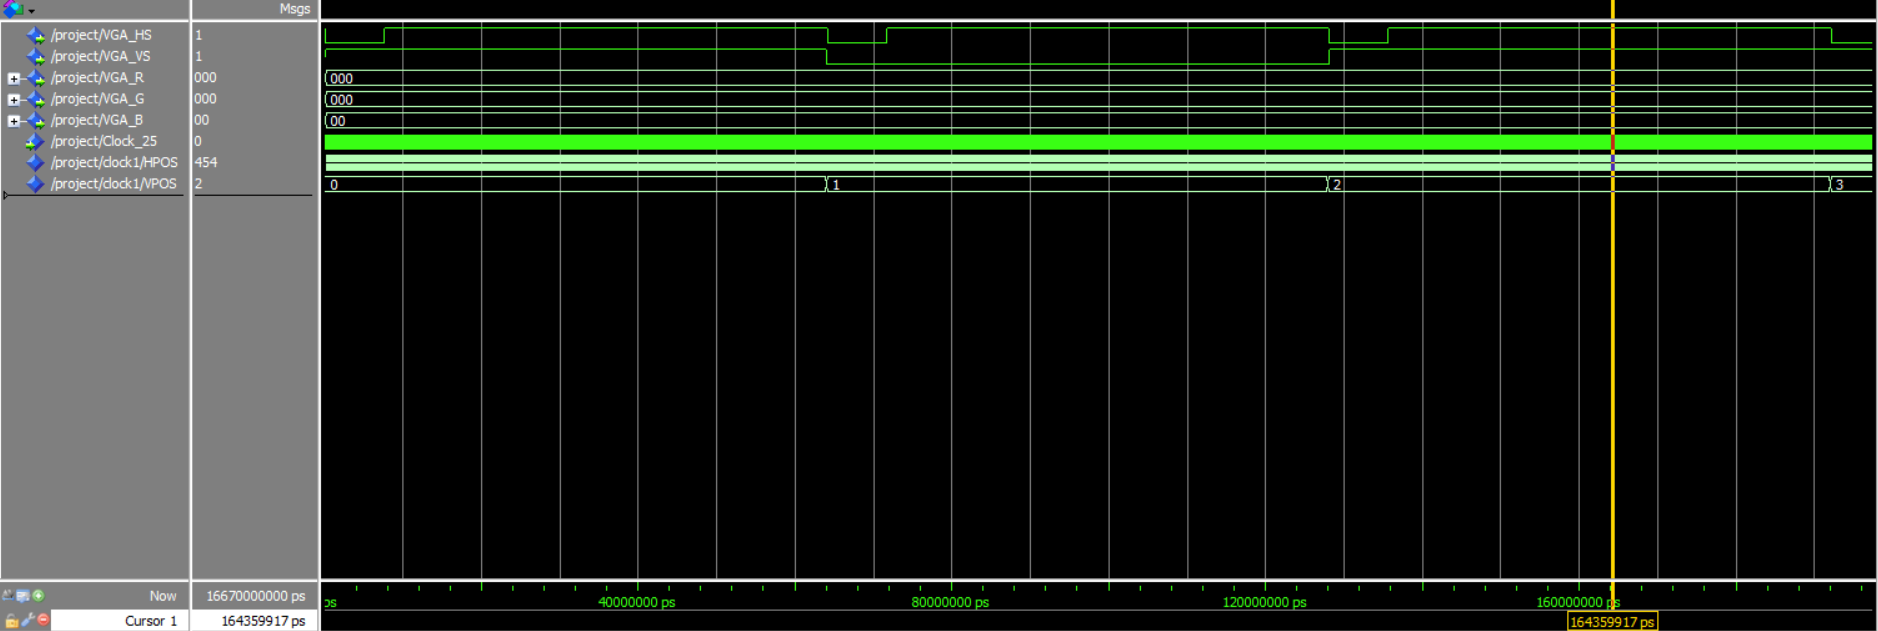 Msgs
/project/VGA_HS 1
/project/VGA_VS 1
/project/VGA_R 000 000
/project/VGA_G 000 000
/project/VGA_B 00 00
/project/Clock_25 0
/project/clock1/HPOS 454
/project/clock1/VPOS 2 0 1 2 3
Now 16670000000 ps ps 40000000 ps 80000000 ps 120000000 ps 160000000 ps
Cursor 1 164359917 ps 164359917 ps